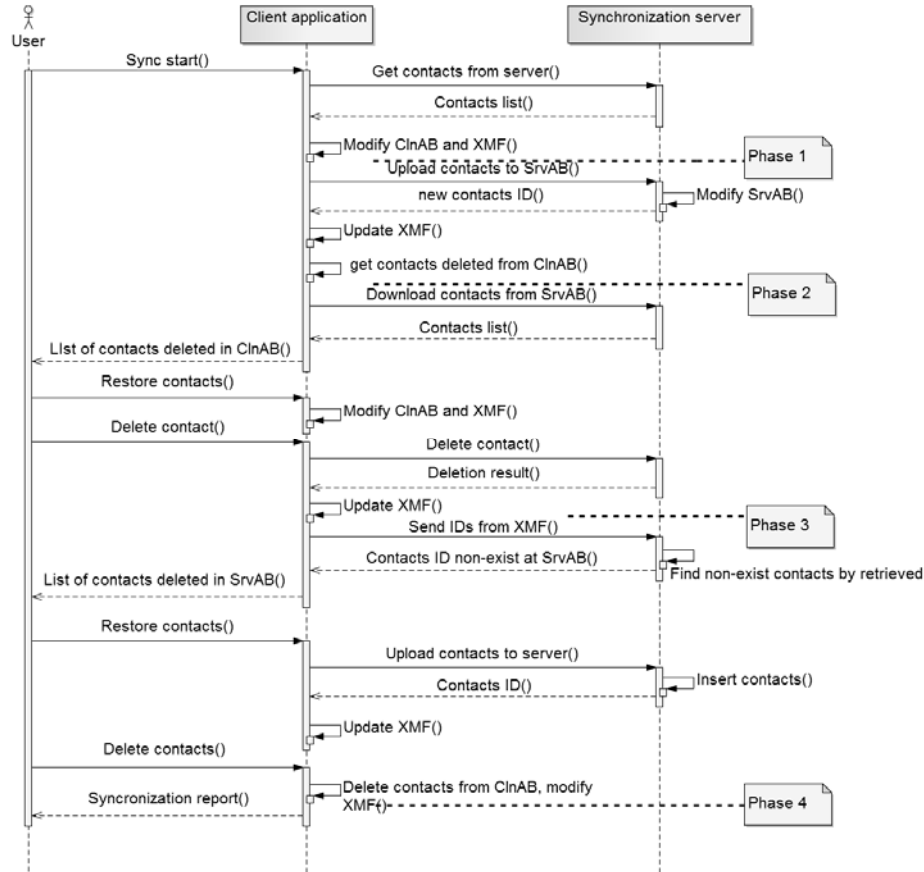 User
Client application
Synchronization server
Sync start()
Get contacts from server()
Contacts list()
Modify ClnAB and XMF()
Phase 1
Upload contacts to SrvAB()
new contacts ID()
Modify SrvAB()
Update XMF()
get contacts deleted from ClnAB()
Phase 2
Download contacts from SrvAB()
Contacts list()
LIst of contacts deleted in ClnAB()
Restore contacts()
Modify ClnAB and XMF()
Delete contact()
Delete contact()
Deletion result()
Update XMF()
Phase 3
Send IDs from XMF()
Contacts ID non-exist at SrvAB()
Find non-exist contacts by retrieved
List of contacts deleted in SrvAB()
Restore contacts()
Upload contacts to server()
Contacts ID()
Insert contacts()
Update XMF()
Delete contacts()
Delete contacts from ClnAB, modify
XMF()
Syncronization report()
Phase 4